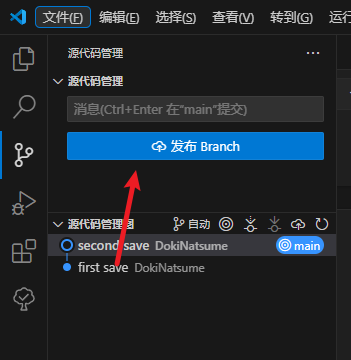 文件(F) 编辑(E) 选择(S) 查看(V) 转到(G) 运行
源代码管理
源代码管理
消息(Ctrl+Enter 在"main"提交)
发布 Branch
源代码管理图 自动
second save DokiNatsume main
first save DokiNatsume